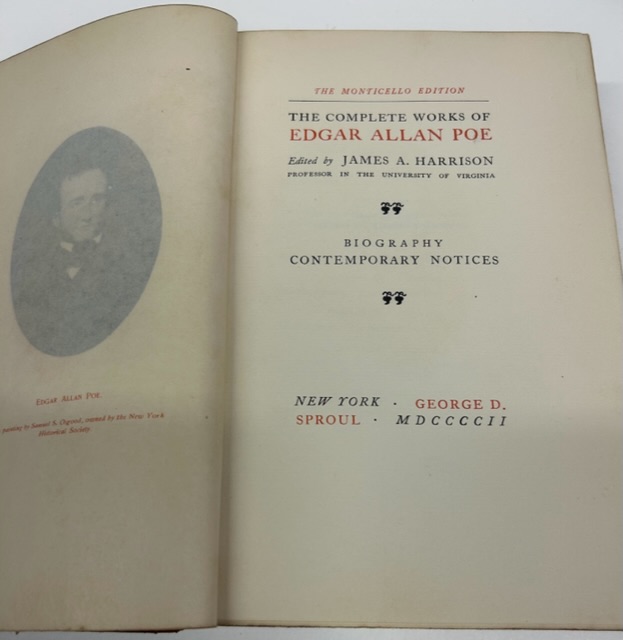 EDGAR ALLAN POE
painting by Samuel S. Osgood, owned by the New York
Historical Society
THE MONTICELLO EDITION
THE COMPLETE WORKS OF
EDGAR ALLAN POE
Edited by JAMES A. HARRISON
PROFESSOR IN THE UNIVERSITY OF VIRGINIA
BIOGRAPHY
CONTEMPORARY NOTICES
NEW YORK · GEORGE D.
SPROUL · MDCCCCII